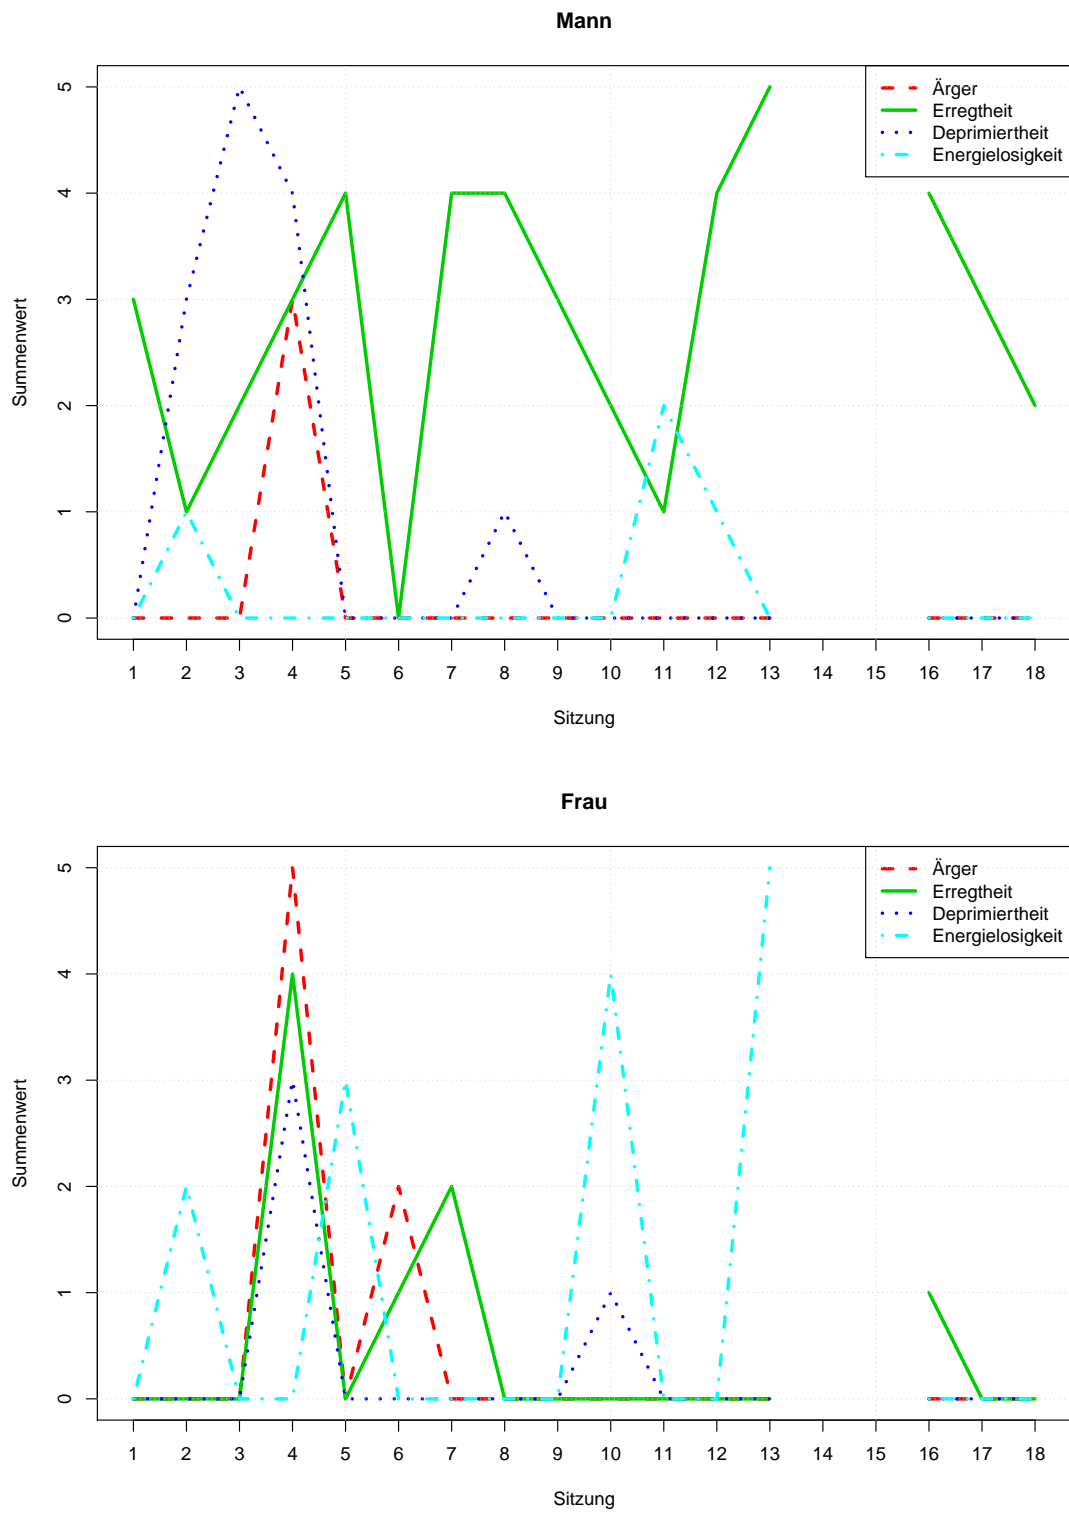 Mann
Ärger
Erregtheit
Deprimiertheit
Energielosigkeit
5
4
3
2
1
0
Summenwert
1 2 3 4 5 6 7 8 9 10 11 12 13 14 15 16 17 18
Sitzung
Frau
Ärger
Erregtheit
Deprimiertheit
Energielosigkeit
5
4
3
2
1
0
Summenwert
1 2 3 4 5 6 7 8 9 10 11 12 13 14 15 16 17 18
Sitzung